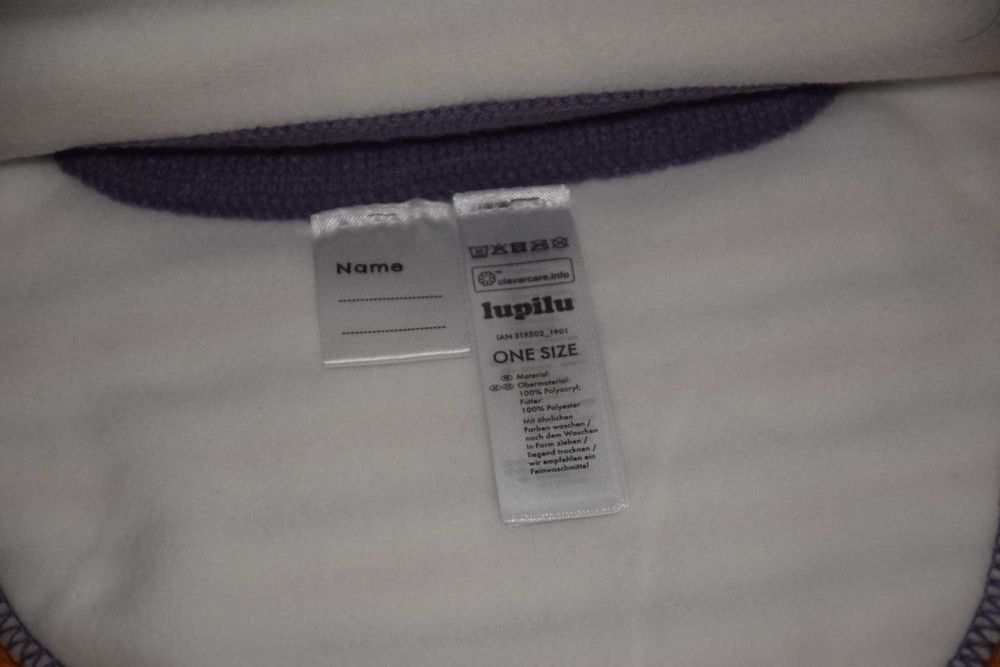 Name
clevercare.info
lupilu
IAN 319502_1901
ONE SIZE
Material:
Obermaterial:
100% Polyacryl;
Futter:
100% Polyester
Mit ähnlichen
Farben waschen /
nach dem Waschen
in Form ziehen /
liegend trocknen /
wir empfehlen ein
Feinwaschmittel